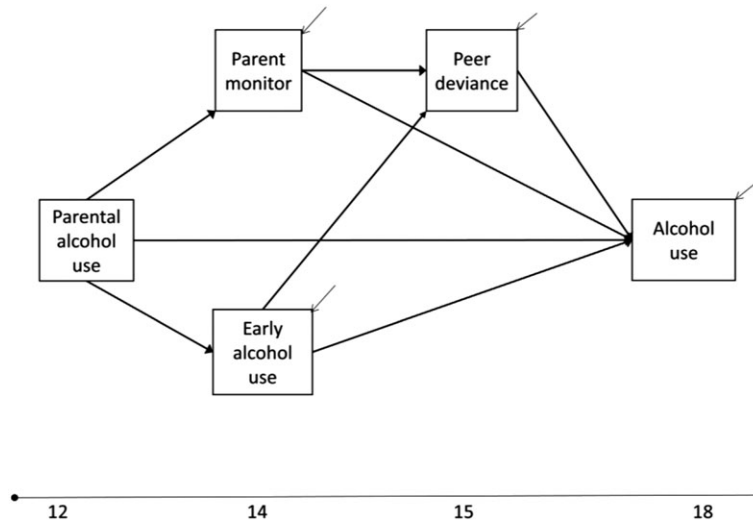 Parent
monitor
Peer
deviance
Parental
alcohol
use
Alcohol
use
Early
alcohol
use
12
14
15
18